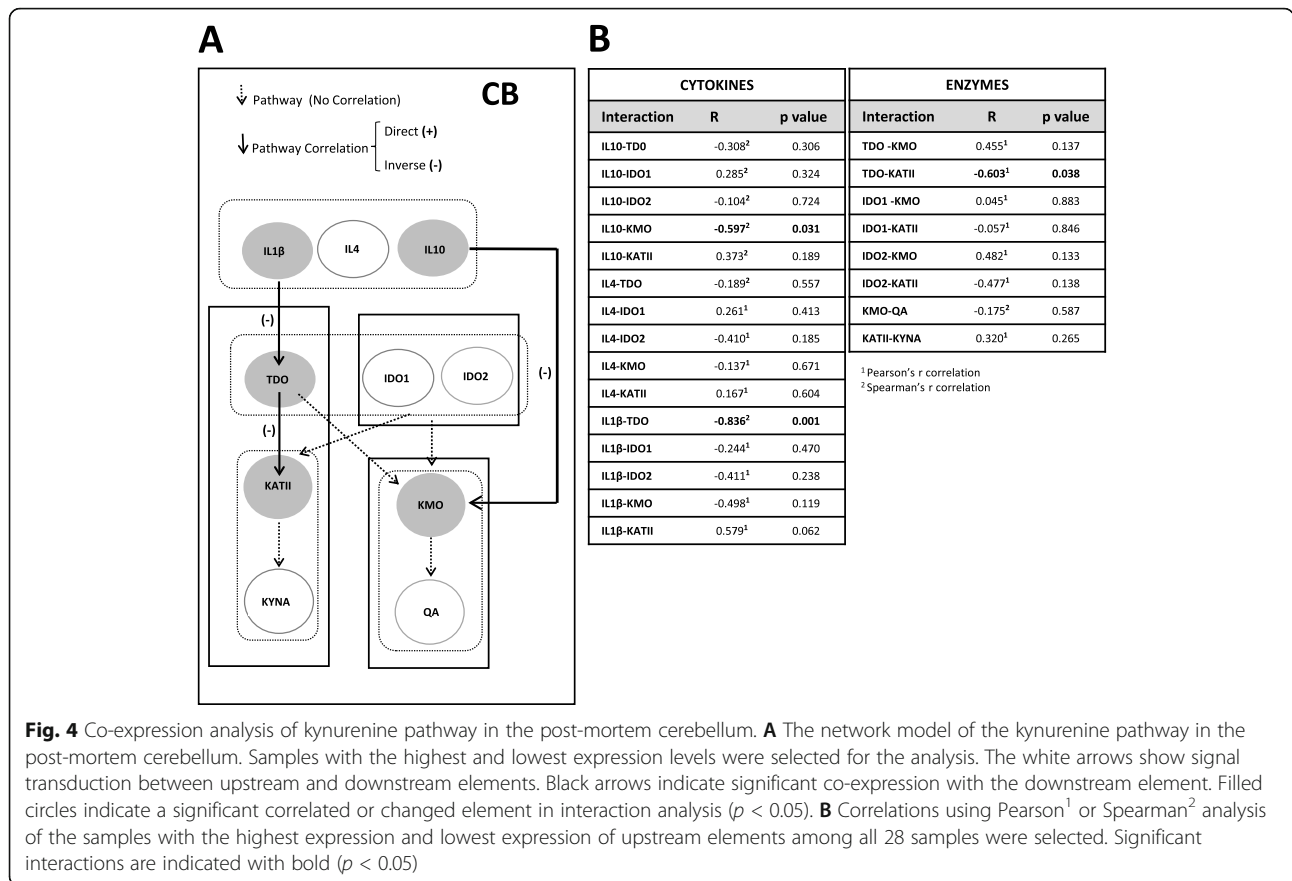 A
B
CB
Pathway (No Correlation)
Pathway Correlation
Direct (+)
Inverse (-)
IL1β IL4 IL10
(-)
TDO IDO1 IDO2 (-)
(-)
KATII KMO
KYNA QA
CYTOKINES
Interaction R p value
IL10-TD0 -0.308² 0.306
IL10-IDO1 0.285² 0.324
IL10-IDO2 -0.104² 0.724
IL10-KMO -0.597² 0.031
IL10-KATII 0.373² 0.189
IL4-TDO -0.189² 0.557
IL4-IDO1 0.261¹ 0.413
IL4-IDO2 -0.410¹ 0.185
IL4-KMO -0.137¹ 0.671
IL4-KATII 0.167¹ 0.604
IL1β-TDO -0.836² 0.001
IL1β-IDO1 -0.244¹ 0.470
IL1β-IDO2 -0.411¹ 0.238
IL1β-KMO -0.498¹ 0.119
IL1β-KATII 0.579¹ 0.062
ENZYMES
Interaction R p value
TDO -KMO 0.455¹ 0.137
TDO-KATII -0.603¹ 0.038
IDO1 -KMO 0.045¹ 0.883
IDO1-KATII -0.057¹ 0.846
IDO2-KMO 0.482¹ 0.133
IDO2-KATII -0.477¹ 0.138
KMO-QA -0.175² 0.587
KATII-KYNA 0.320¹ 0.265
¹ Pearson's r correlation
² Spearman's r correlation
Fig. 4 Co-expression analysis of kynurenine pathway in the post-mortem cerebellum. A The network model of the kynurenine pathway in the
post-mortem cerebellum. Samples with the highest and lowest expression levels were selected for the analysis. The white arrows show signal
transduction between upstream and downstream elements. Black arrows indicate significant co-expression with the downstream element. Filled
circles indicate a significant correlated or changed element in interaction analysis (p < 0.05). B Correlations using Pearson¹ or Spearman² analysis
of the samples with the highest expression and lowest expression of upstream elements among all 28 samples were selected. Significant
interactions are indicated with bold (p < 0.05)